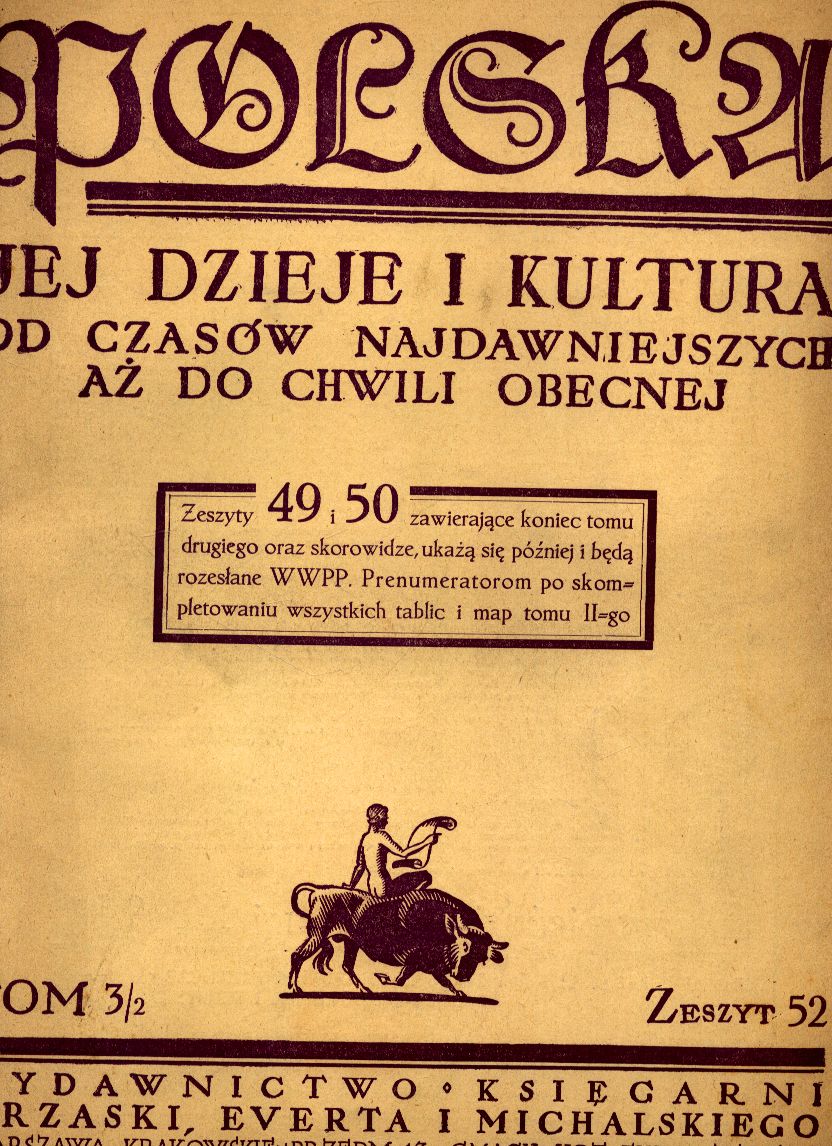 POLSKA
JEJ DZIEJE I KULTURA
OD CZASÓW NAJDAWNIEJSZYCH
AŻ DO CHWILI OBECNEJ
Zeszyty 49 i 50 zawierające koniec tomu
drugiego oraz skorowidze, ukażą się później i będą
rozesłane WWPP. Prenumeratorom po skom=
pletowaniu wszystkich tablic i map tomu II=go
TOM 3/2
ZESZYT 52
YDAWNICTWO • KSIĘGARNI
RZASKI, EVERTA I MICHALSKIEGO